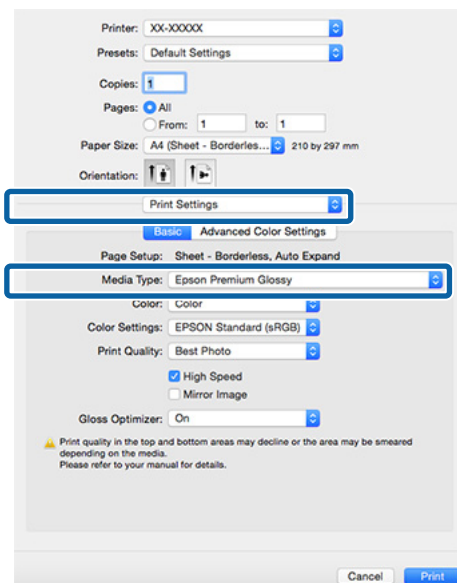 Printer: XX-XXXXX
Presets: Default Settings
Copies: 1
Pages: All
From: 1 to: 1
Paper Size: A4 (Sheet - Borderles... 210 by 297 mm
Orientation:
Print Settings
Basic Advanced Color Settings
Page Setup: Sheet - Borderless, Auto Expand
Media Type: Epson Premium Glossy
Color: Color
Color Settings: EPSON Standard (sRGB)
Print Quality: Best Photo
High Speed
Mirror Image
Gloss Optimizer: On
Print quality in the top and bottom areas may decline or the area may be smeared
depending on the media.
Please refer to your manual for details.
Cancel Print